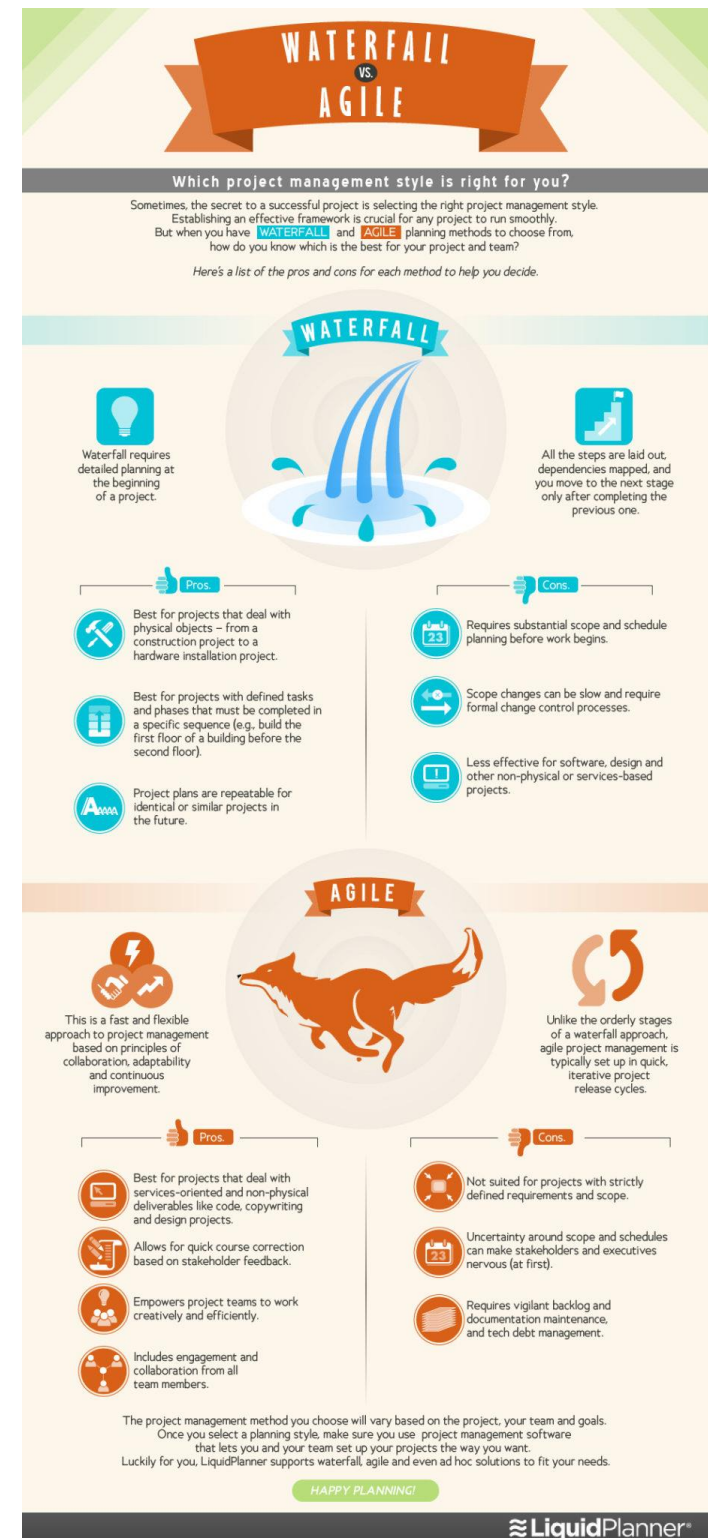 WATERFALL
VS.
AGILE
Which project management style is right for you?
Sometimes, the secret to a successful project is selecting the right project management style.
Establishing an effective framework is crucial for any project to run smoothly.
But when you have WATERFALL and AGILE planning methods to choose from,
how do you know which is the best for your project and team?
Here's a list of the pros and cons for each method to help you decide.
WATERFALL
Waterfall requires
detailed planning at
the beginning
of a project.
All the steps are laid out,
dependencies mapped, and
you move to the next stage
only after completing the
previous one.
Pros.
Best for projects that deal with
physical objects – from a
construction project to a
hardware installation project.
Best for projects with defined tasks
and phases that must be completed in
a specific sequence (e.g., build the
first floor of a building before the
second floor).
Project plans are repeatable for
identical or similar projects in
the future.
Cons.
23
Requires substantial scope and schedule
planning before work begins.
Scope changes can be slow and require
formal change control processes.
Less effective for software, design and
other non-physical or services-based
projects.
AGILE
This is a fast and flexible
approach to project management
based on principles of
collaboration, adaptability
and continuous
improvement.
Unlike the orderly stages
of a waterfall approach,
agile project management is
typically set up in quick,
iterative project
release cycles.
Pros.
Best for projects that deal with
services-oriented and non-physical
deliverables like code, copywriting
and design projects.
Allows for quick course correction
based on stakeholder feedback.
Empowers project teams to work
creatively and efficiently.
Includes engagement and
collaboration from all
team members.
Cons.
Not suited for projects with strictly
defined requirements and scope.
23
Uncertainty around scope and schedules
can make stakeholders and executives
nervous (at first).
Requires vigilant backlog and
documentation maintenance,
and tech debt management.
The project management method you choose will vary based on the project, your team and goals.
Once you select a planning style, make sure you use project management software
that lets you and your team set up your projects the way you want.
Luckily for you, LiquidPlanner supports waterfall, agile and even ad hoc solutions to fit your needs.
HAPPY PLANNING!
LiquidPlanner®